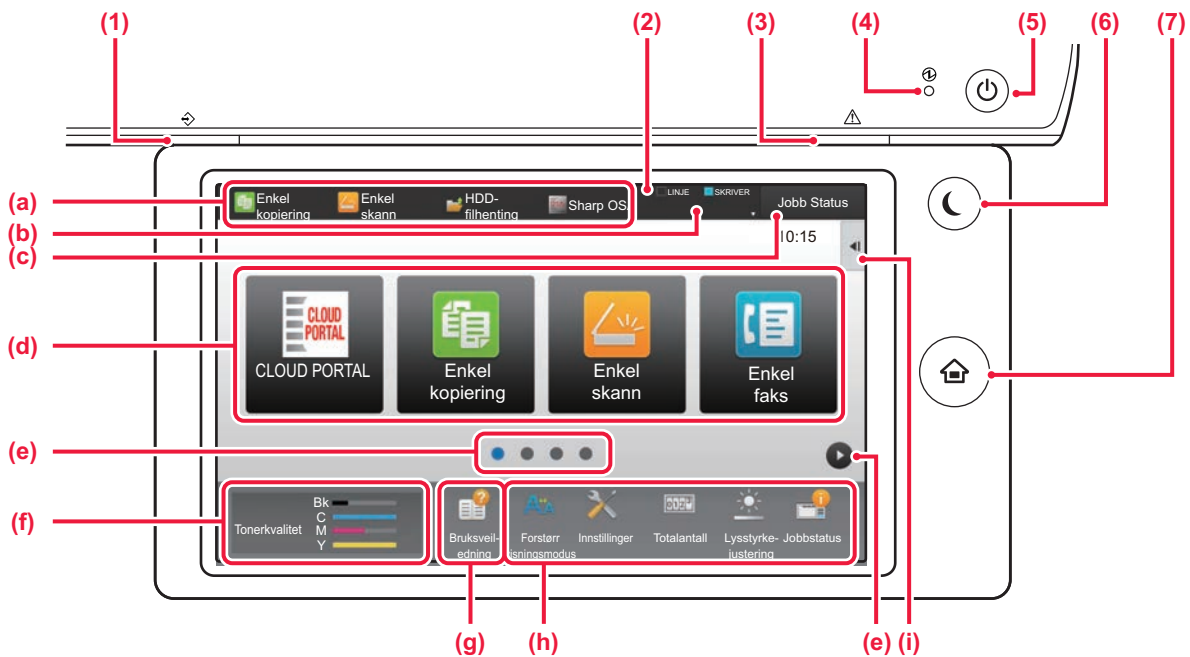 (1)
(2)
(3)
(4)
(5)
(6)
(7)
(a)
Enkel
kopiering
Enkel
skann
HDD-
filhenting
Sharp OS
LINJE
SKRIVER
Jobb Status
(b)
(c)
10:15
(d)
CLOUD
PORTAL
CLOUD PORTAL
Enkel
kopiering
Enkel
skann
Enkel
faks
(e)
(f)
Tonerkvalitet
Bk
C
M
Y
Bruksveil-
edning
Forstørr
isningsmodus
Innstillinger
Totalantall
Lysstyrke-
justering
Jobbstatus
(g)
(h)
(e)
(i)